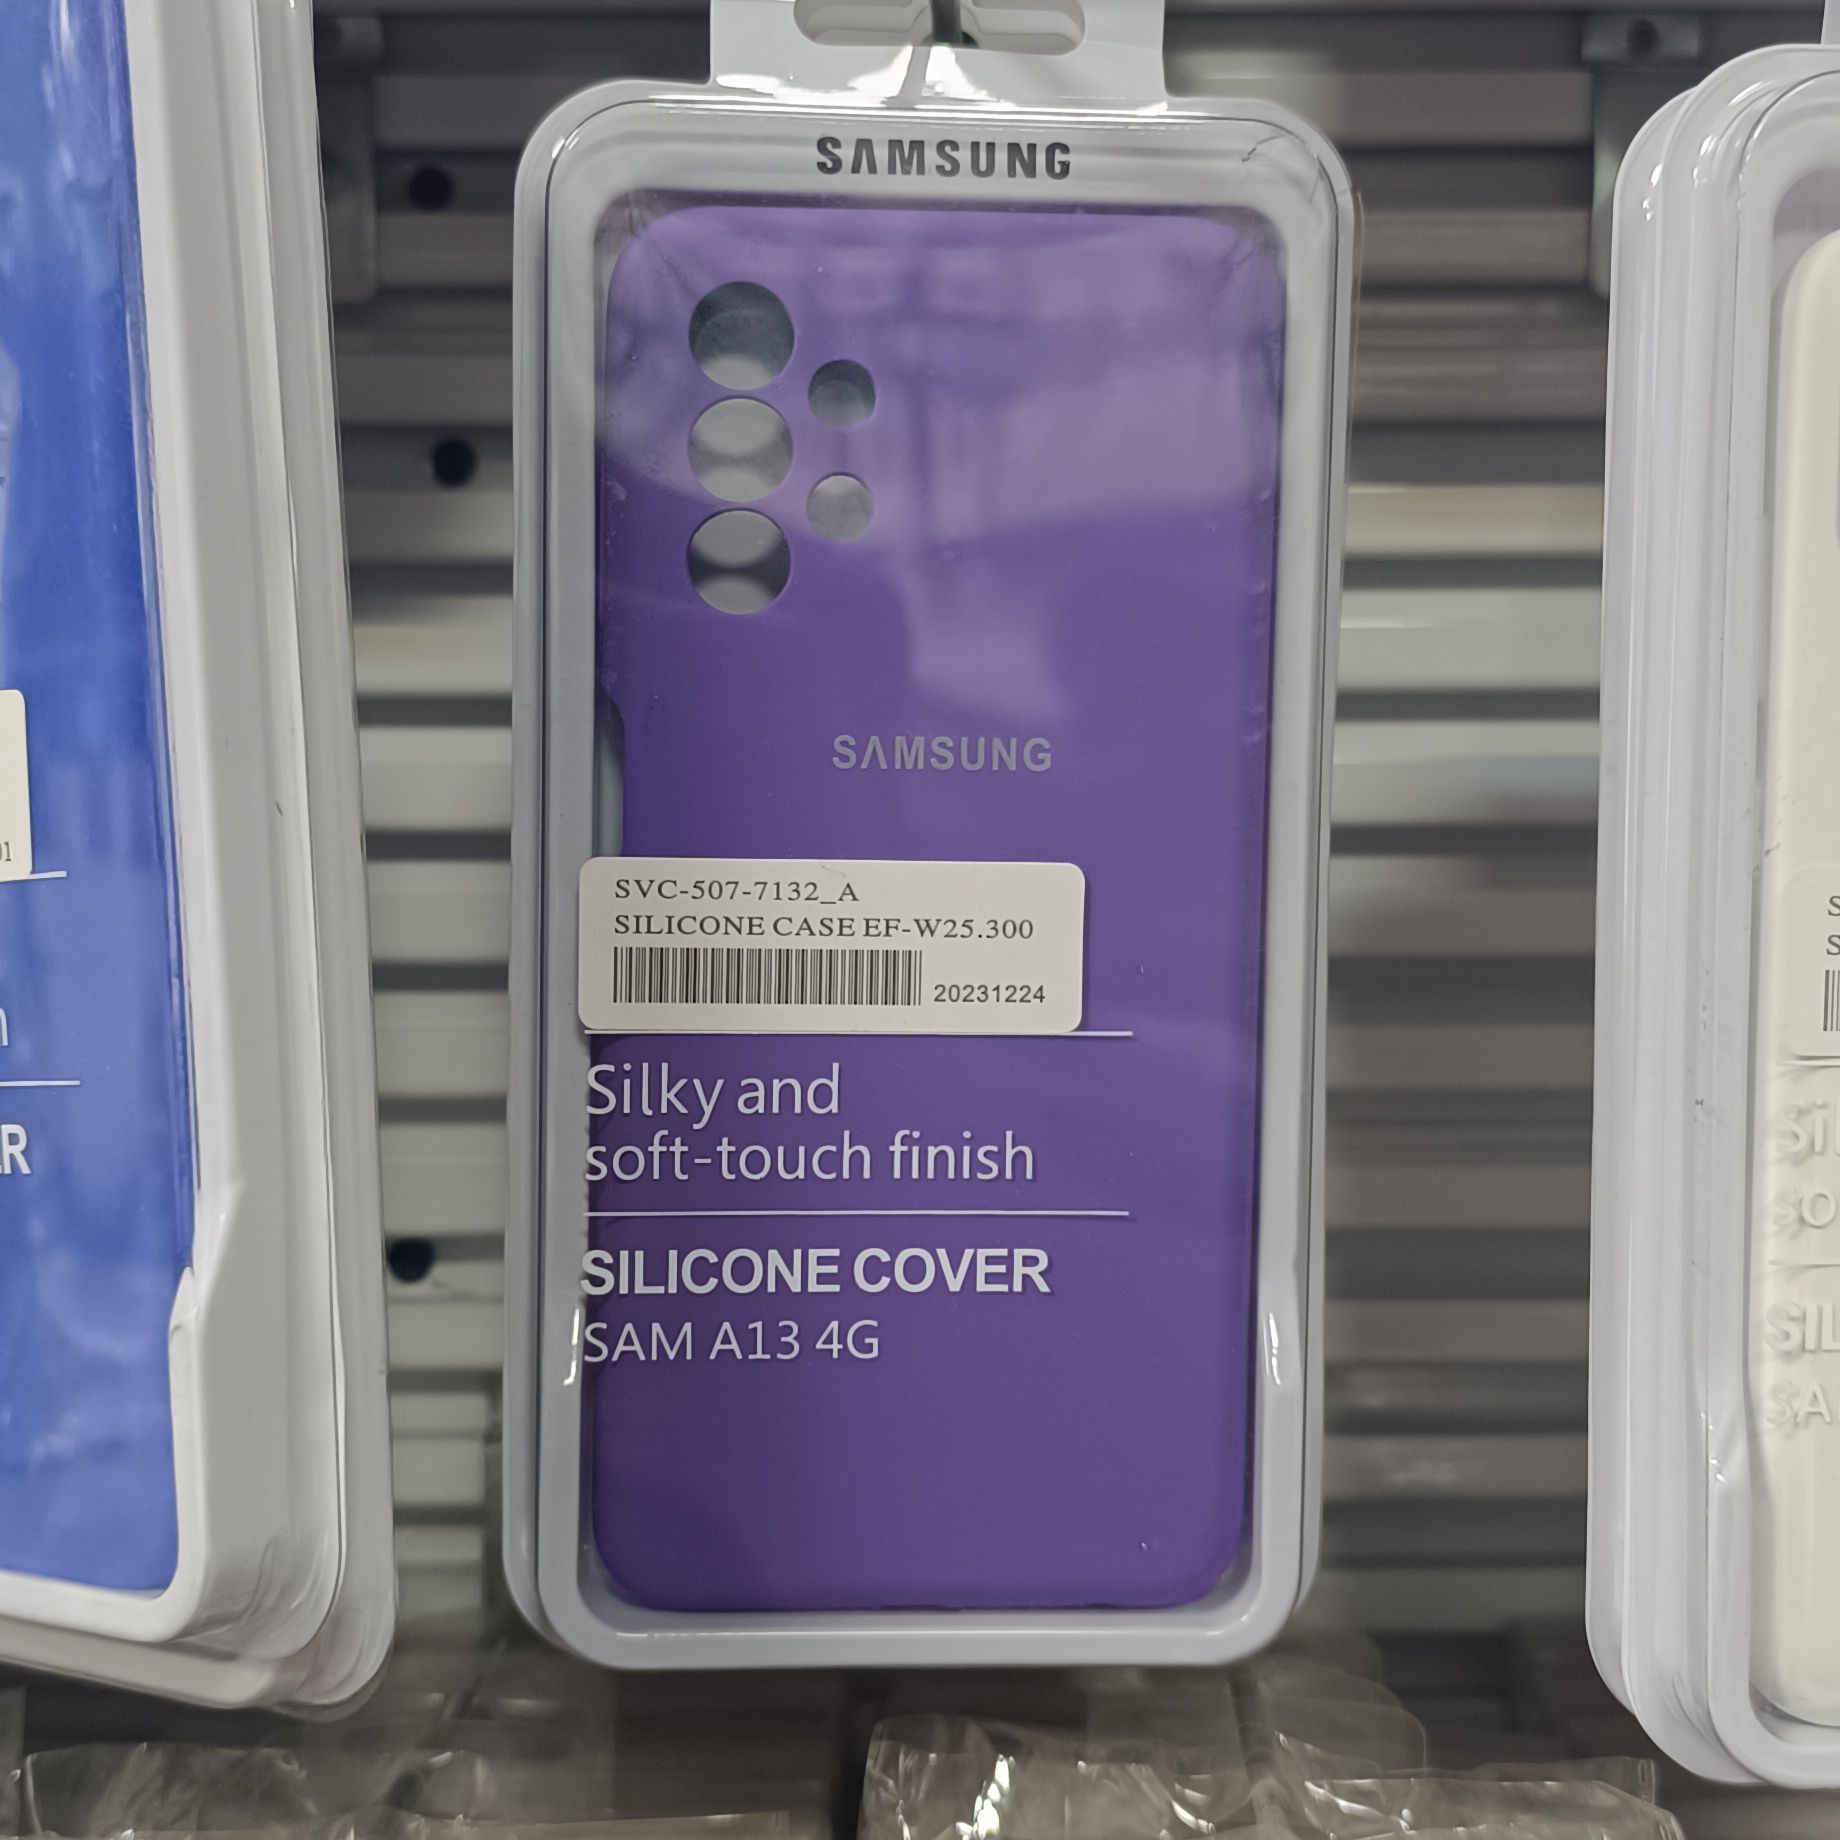 SAMSUNG
SAMSUNG
SVC-507-7132_A
SILICONE CASE EF-W25.300
20231224
Silky and
soft-touch finish
SILICONE COVER
SAM A13 4G